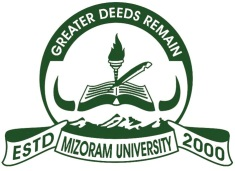 GREATER DEEDS REMAIN
ESTD MIZORAM UNIVERSITY 2000